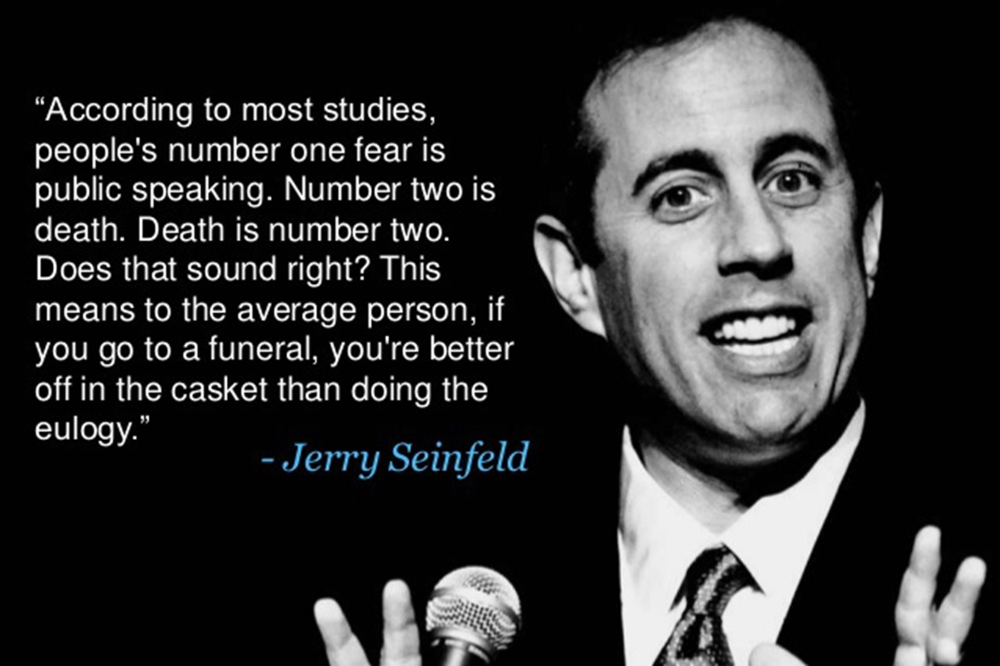 “According to most studies,
people's number one fear is
public speaking. Number two is
death. Death is number two.
Does that sound right? This
means to the average person, if
you go to a funeral, you're better
off in the casket than doing the
eulogy.”
- Jerry Seinfeld